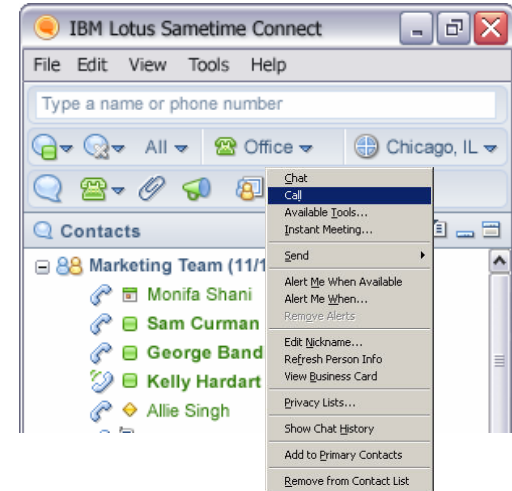 IBM Lotus Sametime Connect
File Edit View Tools Help
Type a name or phone number
All Office Chicago, IL
Contacts
Marketing Team (11/1
Monifa Shani
Sam Curman
George Band
Kelly Hardart
Allie Singh
Chat
Call
Available Tools...
Instant Meeting...
Send
Alert Me When Available
Alert Me When...
Remove Alerts
Edit Nickname...
Refresh Person Info
View Business Card
Privacy Lists...
Show Chat History
Add to Primary Contacts
Remove from Contact List